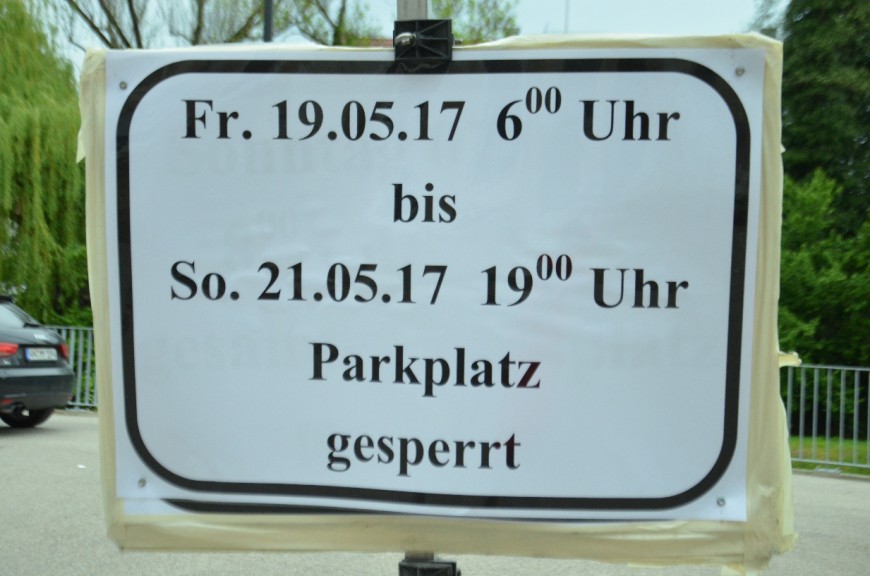 Fr. 19.05.17 6⁰⁰ Uhr
bis
So. 21.05.17 19⁰⁰ Uhr
Parkplatz
gesperrt